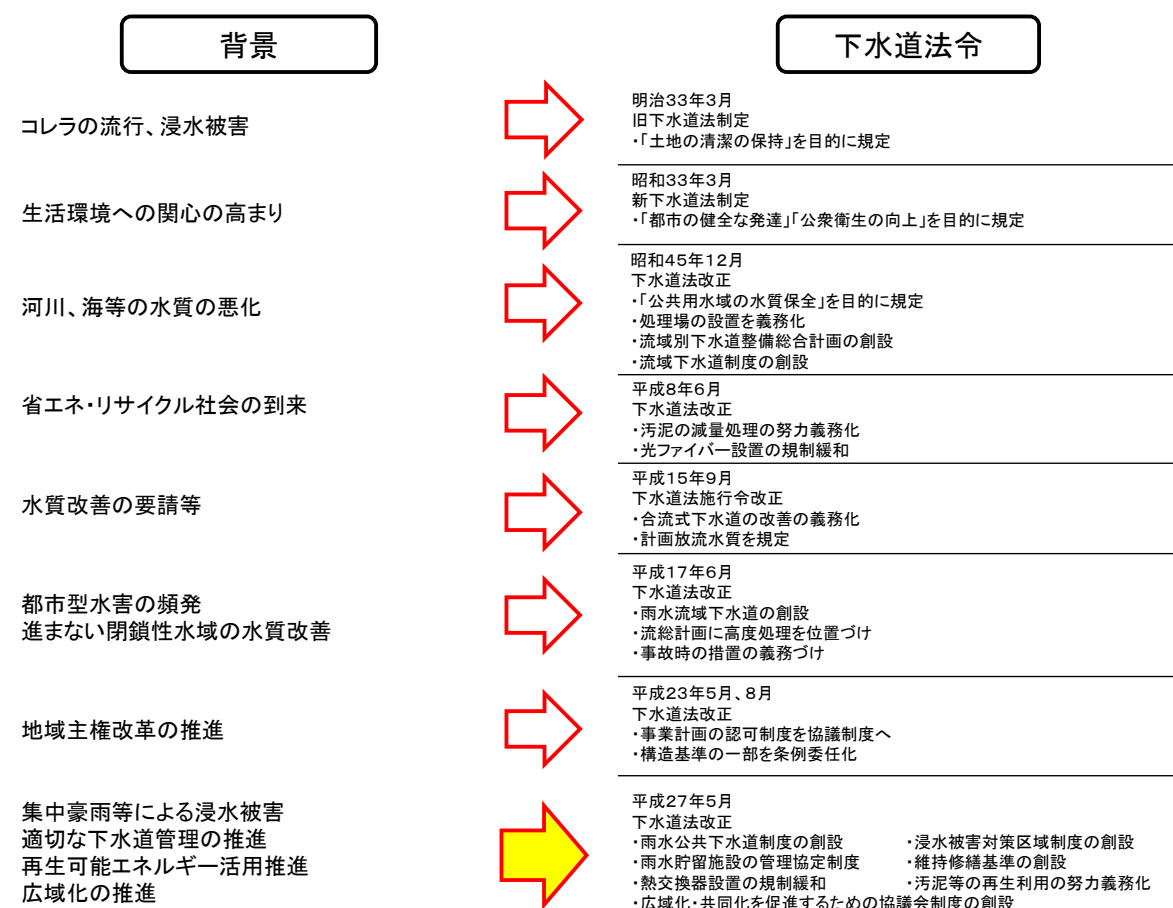 背景
下水道法令
コレラの流行、浸水被害
明治33年3月
旧下水道法制定
・「土地の清潔の保持」を目的に規定
生活環境への関心の高まり
昭和33年3月
新下水道法制定
・「都市の健全な発達」「公衆衛生の向上」を目的に規定
河川、海等の水質の悪化
昭和45年12月
下水道法改正
・「公共用水域の水質保全」を目的に規定
・処理場の設置を義務化
・流域別下水道整備総合計画の創設
・流域下水道制度の創設
省エネ・リサイクル社会の到来
平成8年6月
下水道法改正
・汚泥の減量処理の努力義務化
・光ファイバー設置の規制緩和
水質改善の要請等
平成15年9月
下水道法施行令改正
・合流式下水道の改善の義務化
・計画放流水質を規定
都市型水害の頻発
進まない閉鎖性水域の水質改善
平成17年6月
下水道法改正
・雨水流域下水道の創設
・流総計画に高度処理を位置づけ
・事故時の措置の義務づけ
地域主権改革の推進
平成23年5月、8月
下水道法改正
・事業計画の認可制度を協議制度へ
・構造基準の一部を条例委任化
集中豪雨等による浸水被害
適切な下水道管理の推進
再生可能エネルギー活用推進
広域化の推進
平成27年5月
下水道法改正
・雨水公共下水道制度の創設 ・浸水被害対策区域制度の創設
・雨水貯留施設の管理協定制度 ・維持修繕基準の創設
・熱交換器設置の規制緩和 ・汚泥等の再生利用の努力義務化
・広域化・共同化を促進するための協議会制度の創設